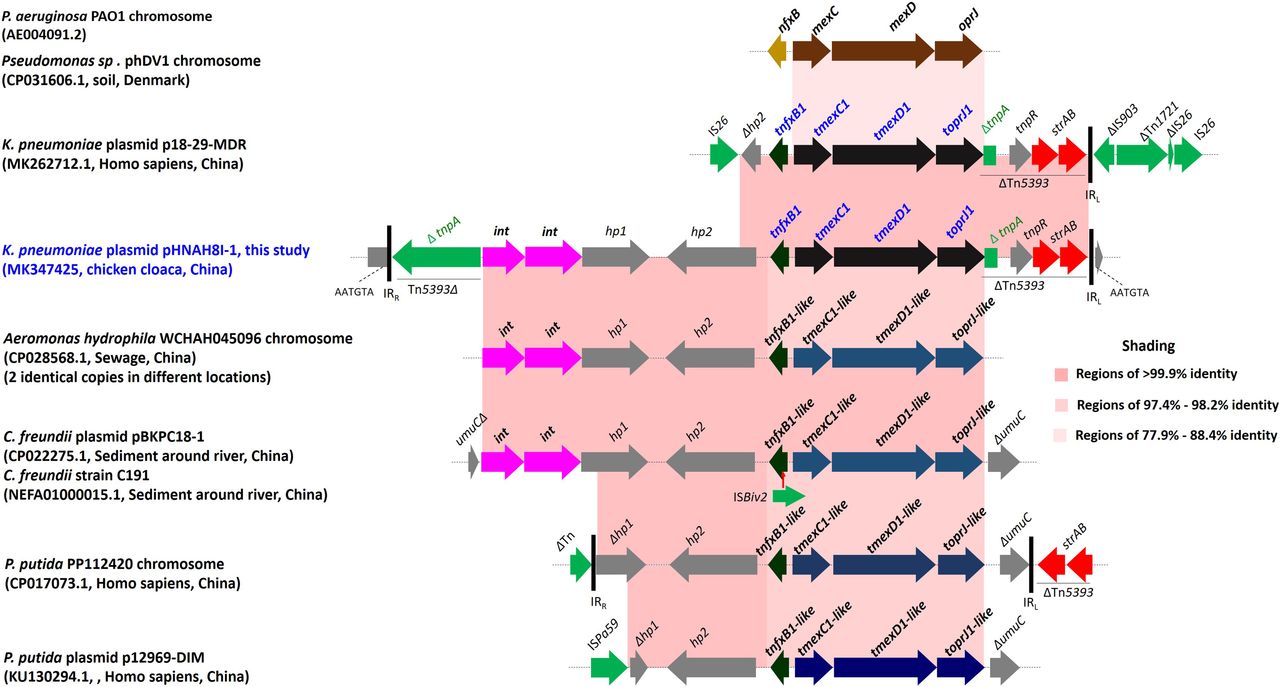 P. aeruginosa PAO1 chromosome
(AE004091.2)
Pseudomonas sp . phDV1 chromosome
(CP031606.1, soil, Denmark)
nfxB mexC mexD oprJ
K. pneumoniae plasmid p18-29-MDR
(MK262712.1, Homo sapiens, China)
IS26 Δhp2 tnfxB1 tmexC1 tmexD1 toprJ1 ΔtnpA tnpR strAB ΔIS903 ΔTn1721 ΔIS26 IS26
ΔTn5393
IRL
K. pneumoniae plasmid pHNAH8I-1, this study
(MK347425, chicken cloaca, China)
Δ tnpA int int hp1 hp2 tnfxB1 tmexC1 tmexD1 toprJ1 Δ tnpA tnpR strAB
AATGTA IRR Tn5393Δ ΔTn5393 IRL AATGTA
Aeromonas hydrophila WCHAH045096 chromosome
(CP028568.1, Sewage, China)
(2 identical copies in different locations)
int int hp1 hp2 tnfxB1-like tmexC1-like tmexD1-like toprJ-like
Shading
Regions of >99.9% identity
Regions of 97.4% - 98.2% identity
Regions of 77.9% - 88.4% identity
C. freundii plasmid pBKPC18-1
(CP022275.1, Sediment around river, China)
C. freundii strain C191
(NEFA01000015.1, Sediment around river, China)
umuCΔ int int hp1 hp2 tnfxB1-like tmexC1-like tmexD1-like toprJ-like ΔumuC
ISBiv2
P. putida PP112420 chromosome
(CP017073.1, Homo sapiens, China)
ΔTn Δhp1 hp2 tnfxB1-like tmexC1-like tmexD1-like toprJ-like ΔumuC strAB
IRR IRL ΔTn5393
P. putida plasmid p12969-DIM
(KU130294.1, , Homo sapiens, China)
ISPa59 Δhp1 hp2 tnfxB1-like tmexC1-like tmexD1-like toprJ1-like ΔumuC